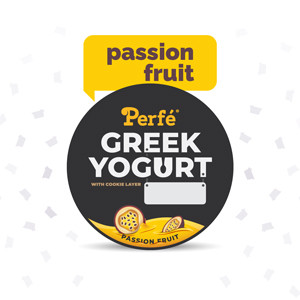 passion
fruit
Perfé®
GREEK
YOGURT
WITH COOKIE LAYER
PASSION FRUIT